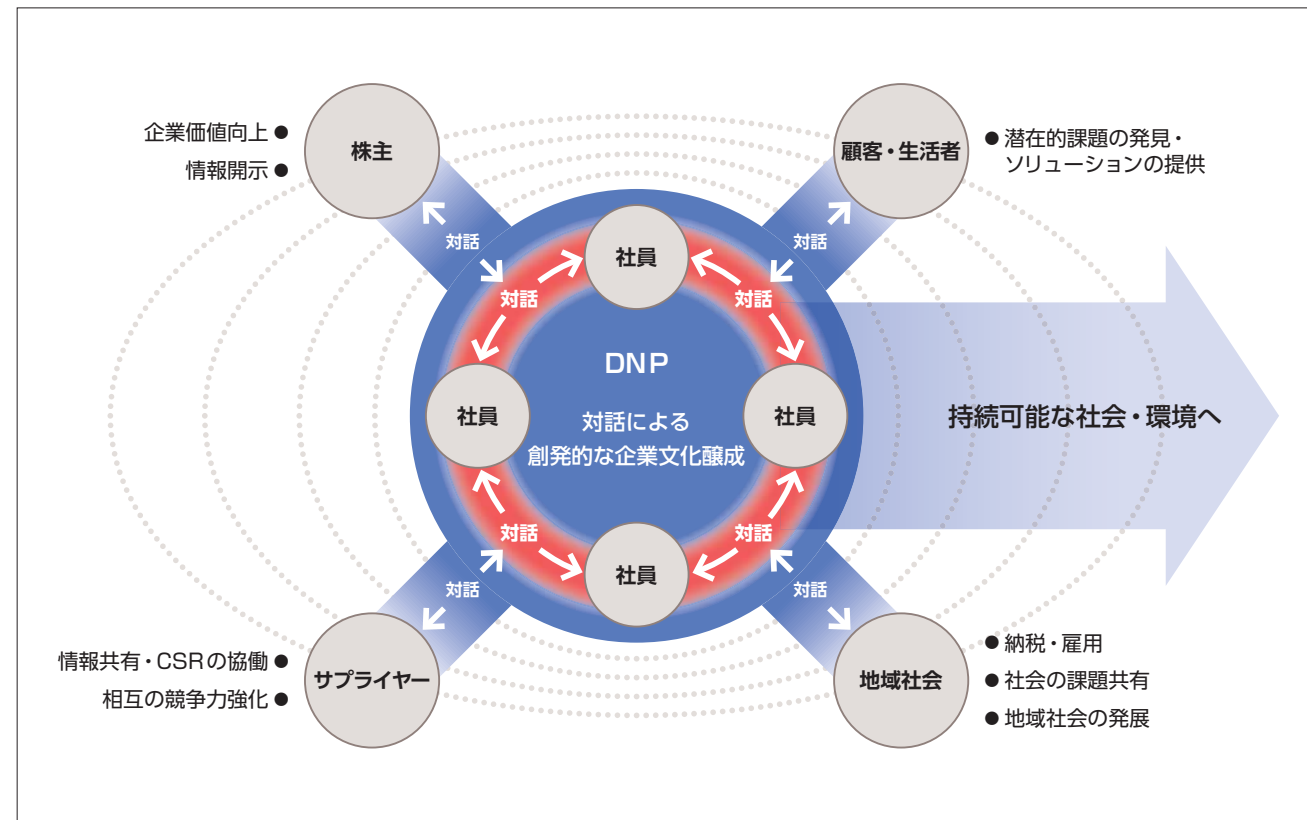 企業価値向上 ●
情報開示 ●
株主
顧客・生活者
● 潜在的課題の発見・
ソリューションの提供
対話
対話
社員
対話
対話
DNP
社員
社員
対話による
創発的な企業文化醸成
持続可能な社会・環境へ
対話
対話
社員
対話
対話
情報共有・CSRの協働 ●
相互の競争力強化 ●
サプライヤー
地域社会
● 納税・雇用
● 社会の課題共有
● 地域社会の発展